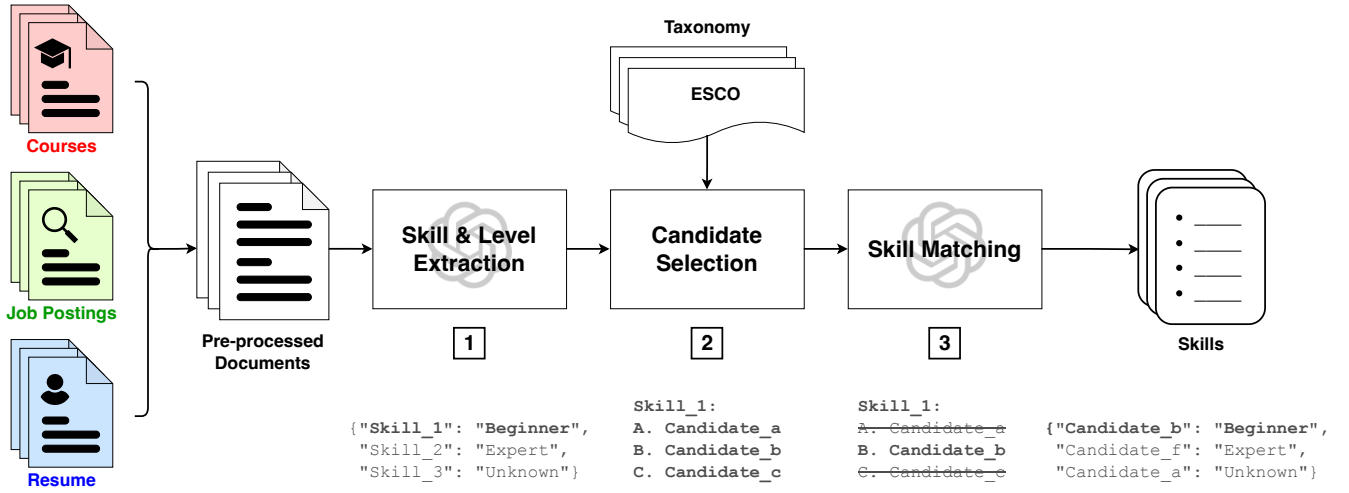 Courses
Job Postings
Resume
Pre-processed
Documents
Skill & Level
Extraction
1
{"Skill_1": "Beginner",
"Skill_2": "Expert",
"Skill_3": "Unknown"}
Taxonomy
ESCO
Candidate
Selection
2
Skill_1:
A. Candidate_a
B. Candidate_b
C. Candidate_c
Skill Matching
3
Skill_1:
A. Candidate_a
B. Candidate_b
C. Candidate_c
Skills
{"Candidate_b": "Beginner",
"Candidate_f": "Expert",
"Candidate_a": "Unknown"}